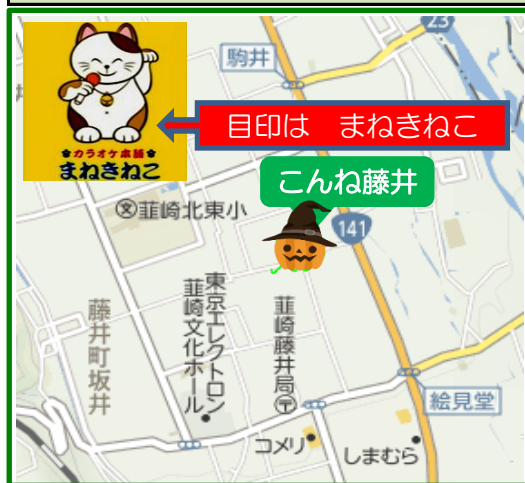 23
駒井
目印は　まねきねこ
カラオケ本舗
まねきねこ
こんね藤井
文韮崎北東小
141
東京エレクトロン
韮崎文化ホール
韮崎藤井局〒
藤井町坂井
絵見堂
コメリ
しまむら